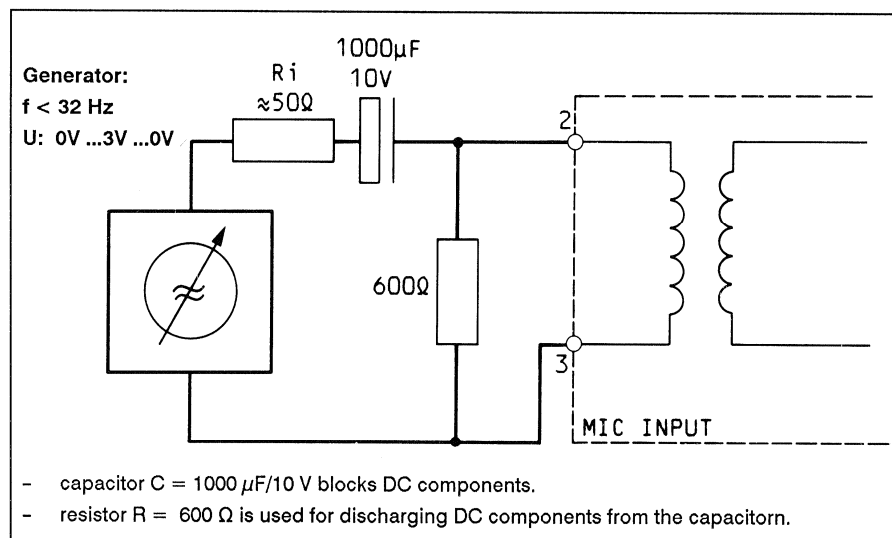 Generator:
f < 32 Hz
U: 0V ...3V ...0V
Ri
≈50Ω
1000µF
10V
2
600Ω
3
MIC INPUT
- capacitor C = 1000 µF/10 V blocks DC components.
- resistor R = 600 Ω is used for discharging DC components from the capacitorn.